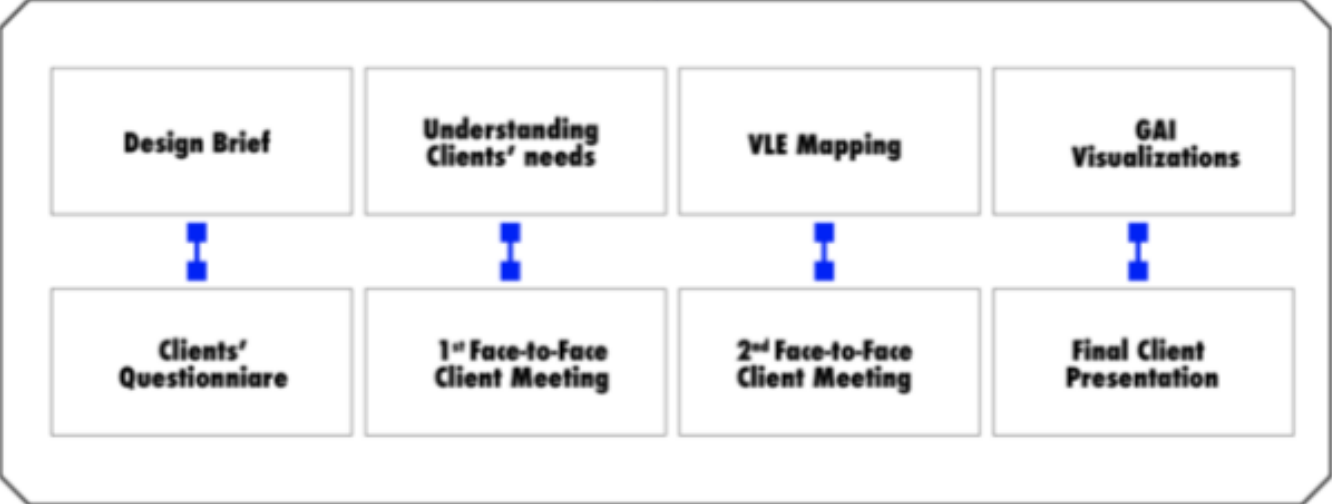 Design Brief
Understanding
Clients' needs
VLE Mapping
GAI
Visualizations
Clients'
Questionniare
1st Face-to-Face
Client Meeting
2nd Face-to-Face
Client Meeting
Final Client
Presentation